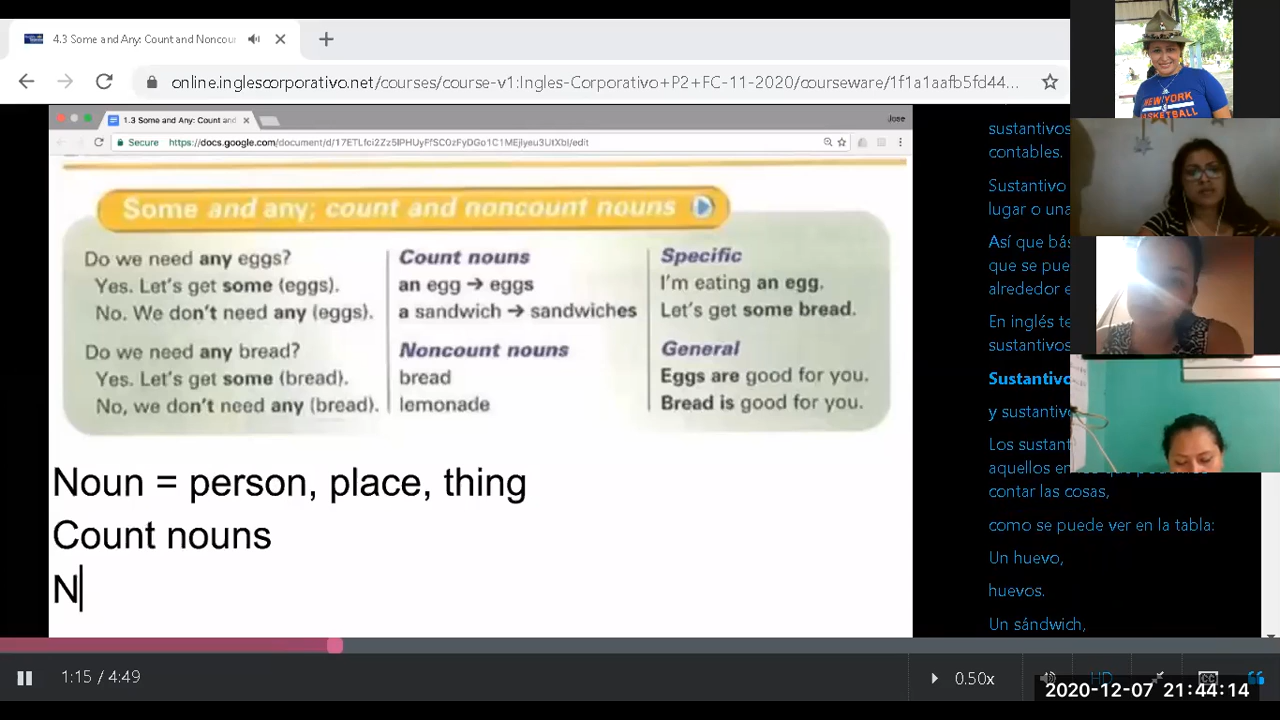 4.3 Some and Any: Count and Noncour
online.inglescorporativo.net/courses/course-v1:Ingles-Corporativo+P2+FC-11-2020/courseware/1f1a1aafb5fd44...
1.3 Some and Any: Count and
Jose
Secure
https://docs.google.com/document/d/17ETLfci2Zz5IPHUyFfSC0zFyDGo1C1MEjlyeu3UtXbI/edit
Some and any; count and noncount nouns
Do we need any eggs?
Yes. Let's get some (eggs).
No. We don't need any (eggs).
Do we need any bread?
Yes. Let's get some (bread).
No, we don't need any (bread).
Count nouns
an egg → eggs
a sandwich → sandwiches
Noncount nouns
bread
lemonade
Specific
I'm eating an egg.
Let's get some bread.
General
Eggs are good for you.
Bread is good for you.
Noun = person, place, thing
Count nouns
N
sustantivos
contables.
Sustantivo
lugar o una
Así que bás
que se pue
alrededor e
En inglés te
sustantivos
Sustantivo
y sustantivo
Los sustant
aquellos en
contar las cosas,
como se puede ver en la tabla:
Un huevo,
huevos.
Un sándwich,
NEW YORK
BASKETBALL
1:15 / 4:49
0.50x
HD
CC
2020-12-07 21:44:14